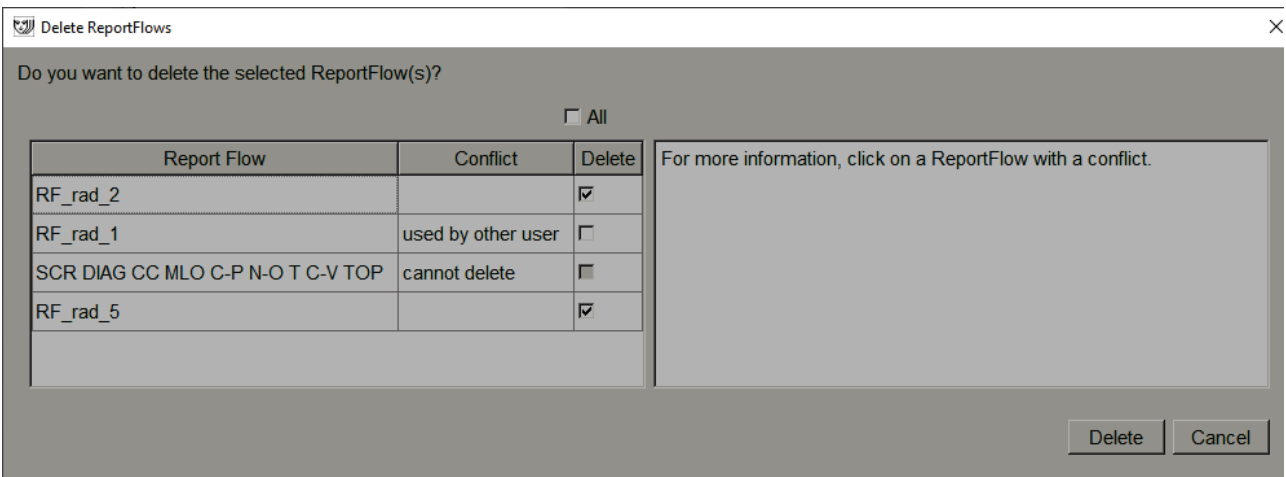 Delete ReportFlows
Do you want to delete the selected ReportFlow(s)?
All
Report Flow Conflict Delete
For more information, click on a ReportFlow with a conflict.
RF_rad_2
RF_rad_1 used by other user
SCR DIAG CC MLO C-P N-O T C-V TOP cannot delete
RF_rad_5
Delete Cancel